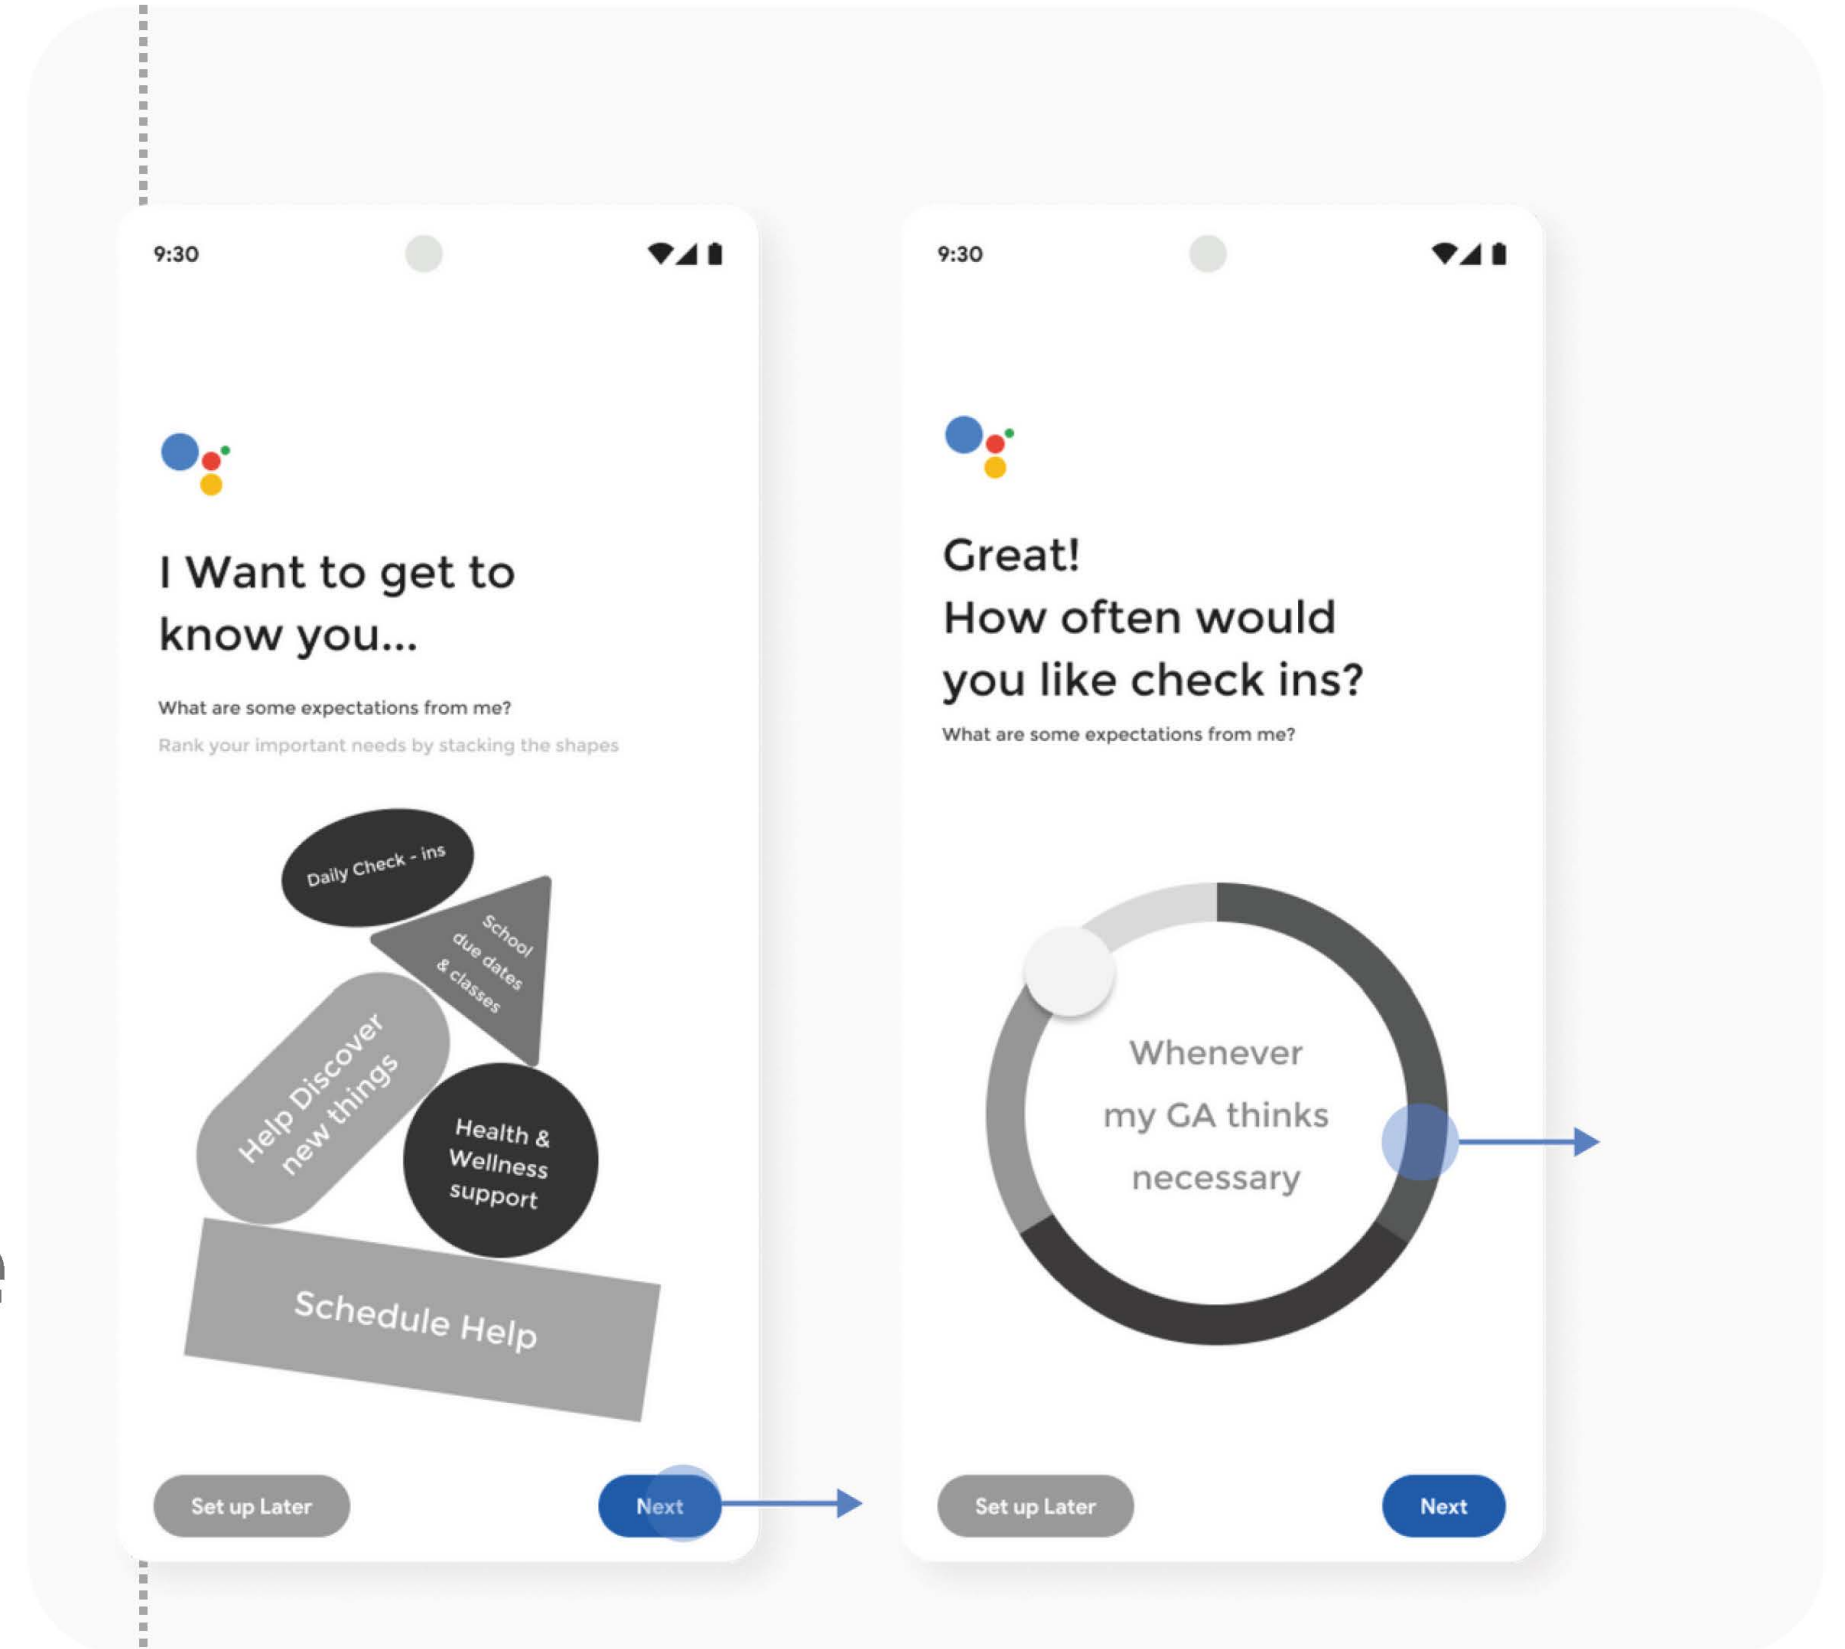 9:30
I Want to get to
know you...
What are some expectations from me?
Rank your important needs by stacking the shapes
Daily Check - ins
School
due dates
& classes
Help Discover
new things
Health &
Wellness
support
Schedule Help
Set up Later
Next
9:30
Great!
How often would
you like check ins?
What are some expectations from me?
Whenever
my GA thinks
necessary
Set up Later
Next